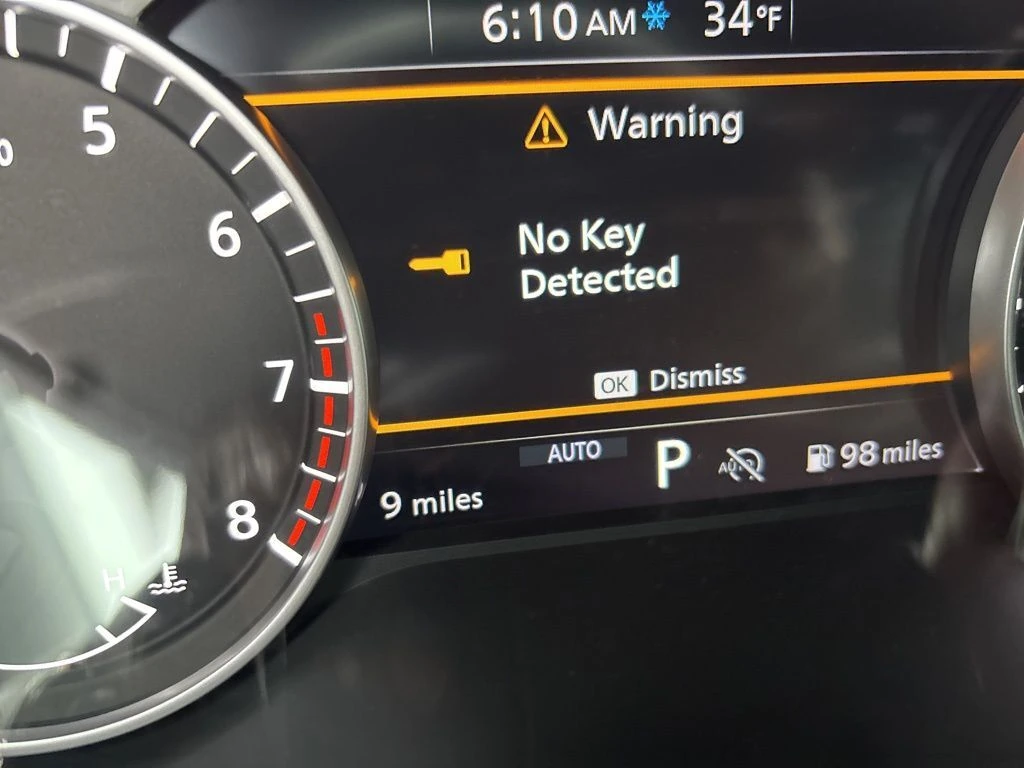 6:10 AM 34°F
Warning
No Key
Detected
OK Dismiss
AUTO P AUTO 98 miles
9 miles
5
6
7
8
H